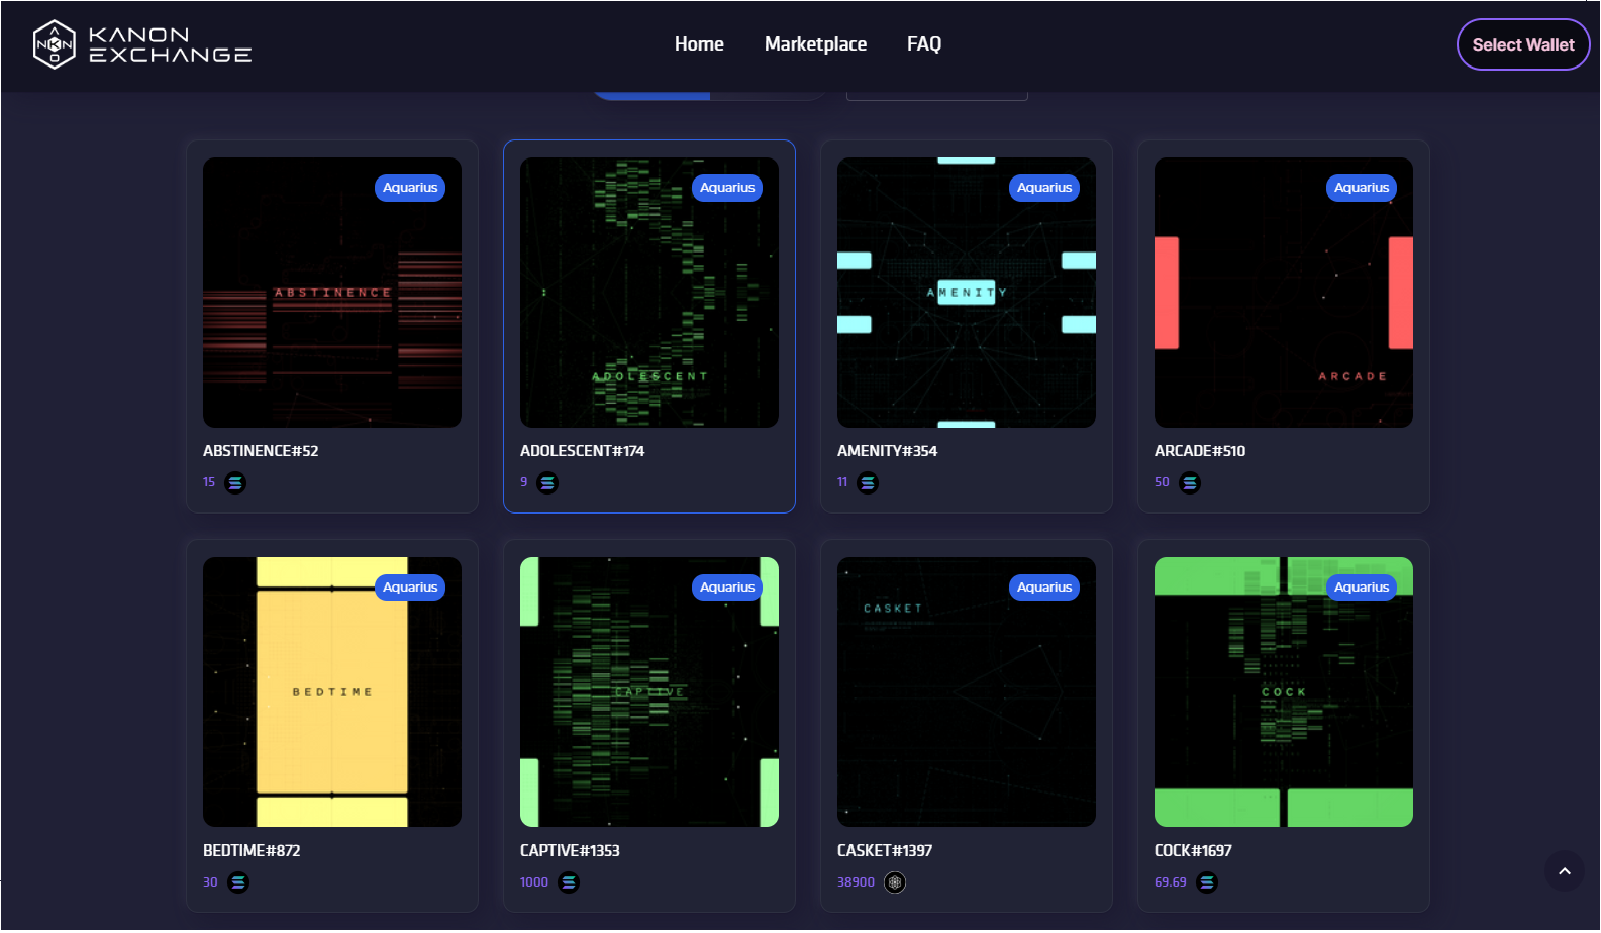 KANON
EXCHANGE
Home
Marketplace
FAQ
Select Wallet
Aquarius
ABSTINENCE
ABSTINENCE#52
15
Aquarius
ADOLESCENT
ADOLESCENT#174
9
Aquarius
AMENITY
AMENITY#354
11
Aquarius
ARCADE
ARCADE#510
50
Aquarius
BEDTIME
BEDTIME#872
30
Aquarius
CAPTIVE
CAPTIVE#1353
1000
Aquarius
CASKET
CASKET#1397
38900
Aquarius
COCK
COCK#1697
69.69